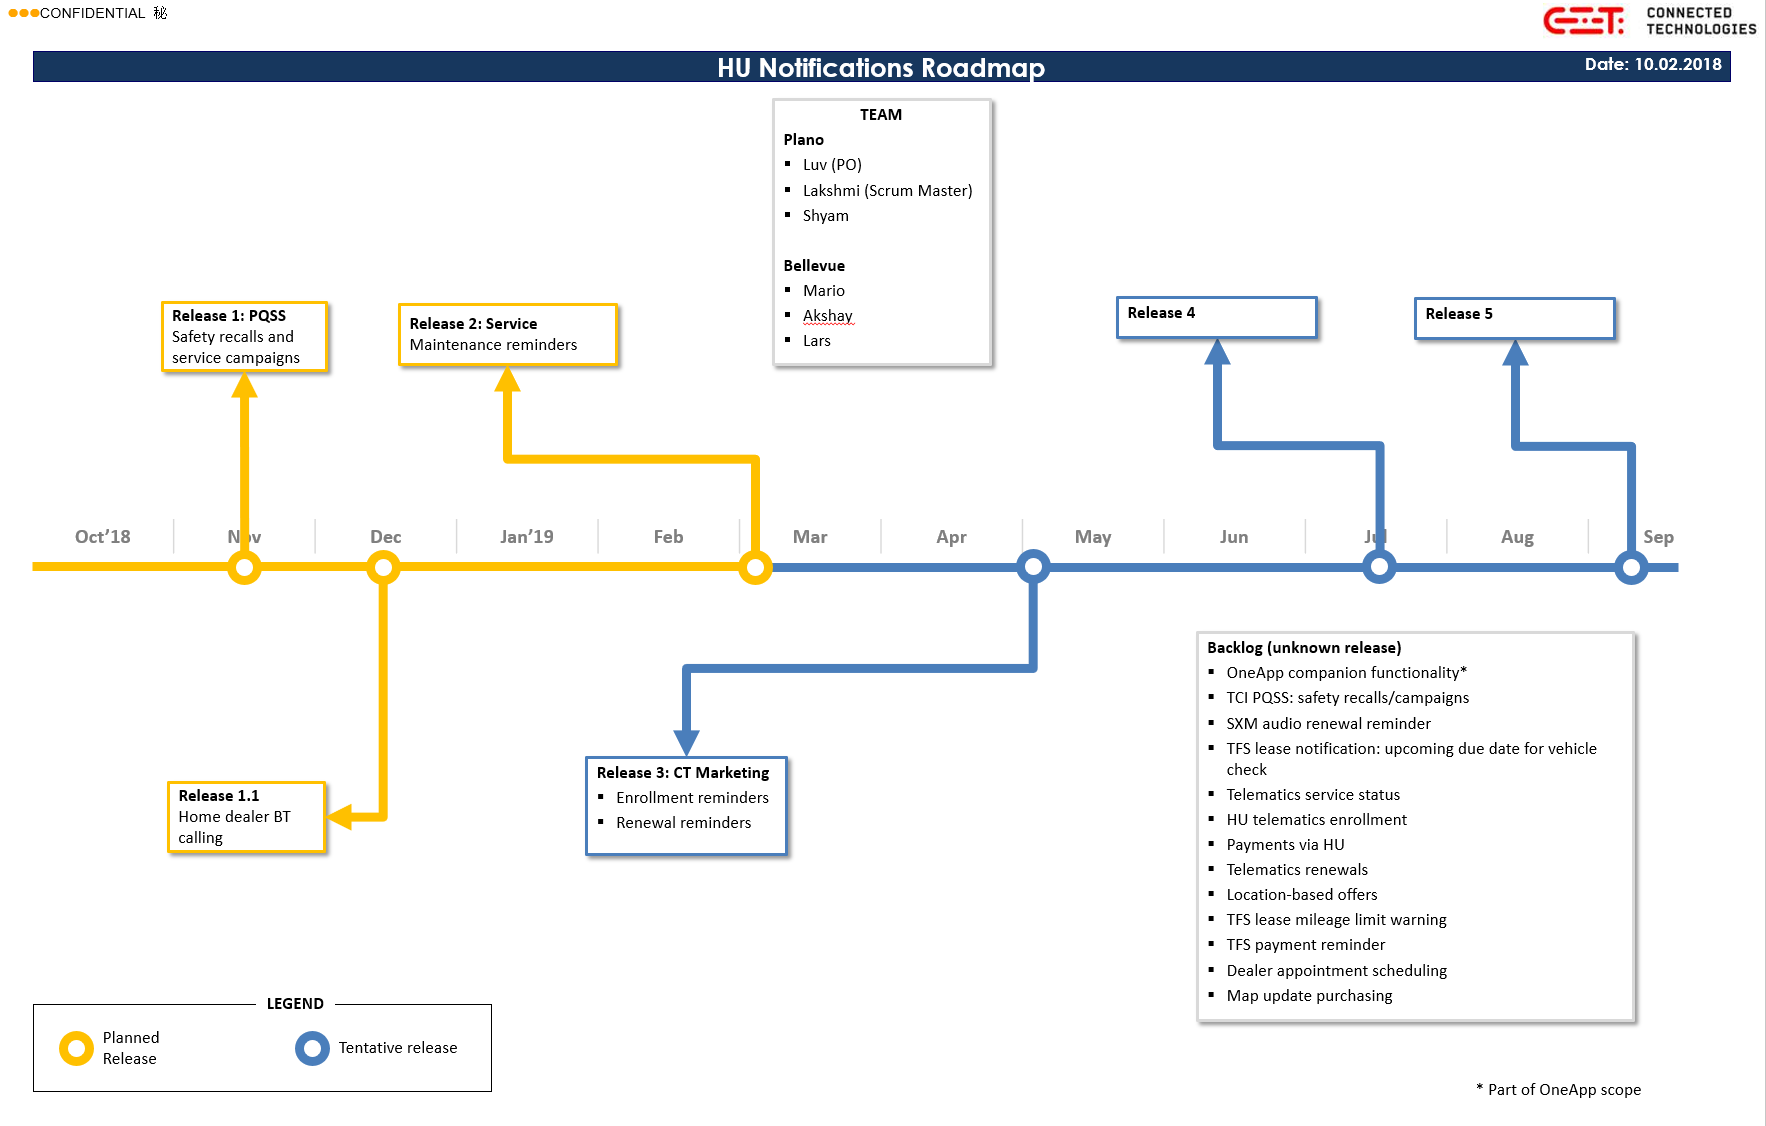 CONFIDENTIAL 秘
CONNECTED
TECHNOLOGIES
HU Notifications Roadmap
Date: 10.02.2018
TEAM
Plano
▪ Luv (PO)
▪ Lakshmi (Scrum Master)
▪ Shyam
Bellevue
▪ Mario
▪ Akshay
▪ Lars
Release 1: PQSS
Safety recalls and
service campaigns
Release 2: Service
Maintenance reminders
Release 4
Release 5
Oct’18 Nov Dec Jan’19 Feb Mar Apr May Jun Jul Aug Sep
Release 1.1
Home dealer BT
calling
Release 3: CT Marketing
▪ Enrollment reminders
▪ Renewal reminders
Backlog (unknown release)
▪ OneApp companion functionality*
▪ TCI PQSS: safety recalls/campaigns
▪ SXM audio renewal reminder
▪ TFS lease notification: upcoming due date for vehicle
check
▪ Telematics service status
▪ HU telematics enrollment
▪ Payments via HU
▪ Telematics renewals
▪ Location-based offers
▪ TFS lease mileage limit warning
▪ TFS payment reminder
▪ Dealer appointment scheduling
▪ Map update purchasing
LEGEND
Planned
Release
Tentative release
* Part of OneApp scope